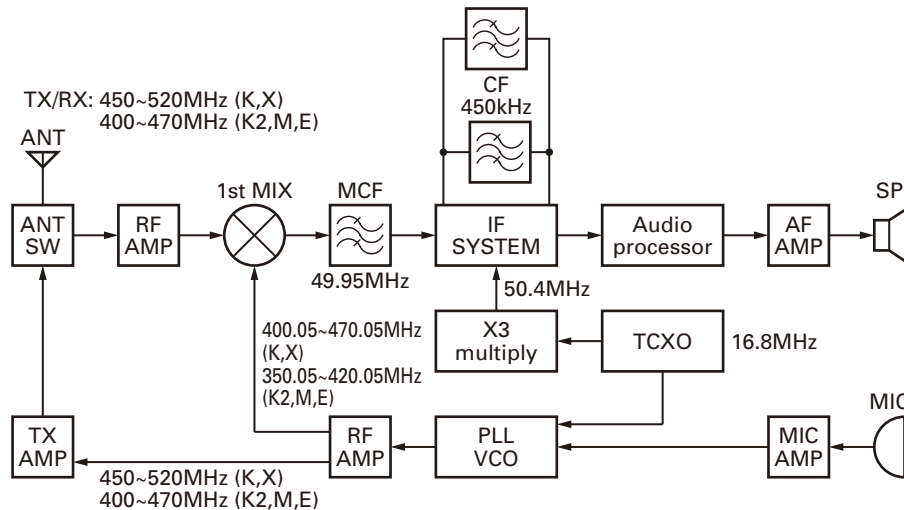 CF
450kHz
TX/RX: 450~520MHz (K,X)
400~470MHz (K2,M,E)
ANT
1st MIX
MCF
SP
ANT
SW
RF
AMP
IF
SYSTEM
Audio
processor
AF
AMP
49.95MHz
50.4MHz
400.05~470.05MHz
(K,X)
350.05~420.05MHz
(K2,M,E)
X3
multiply
TCXO
16.8MHz
MIC
TX
AMP
RF
AMP
PLL
VCO
MIC
AMP
450~520MHz (K,X)
400~470MHz (K2,M,E)